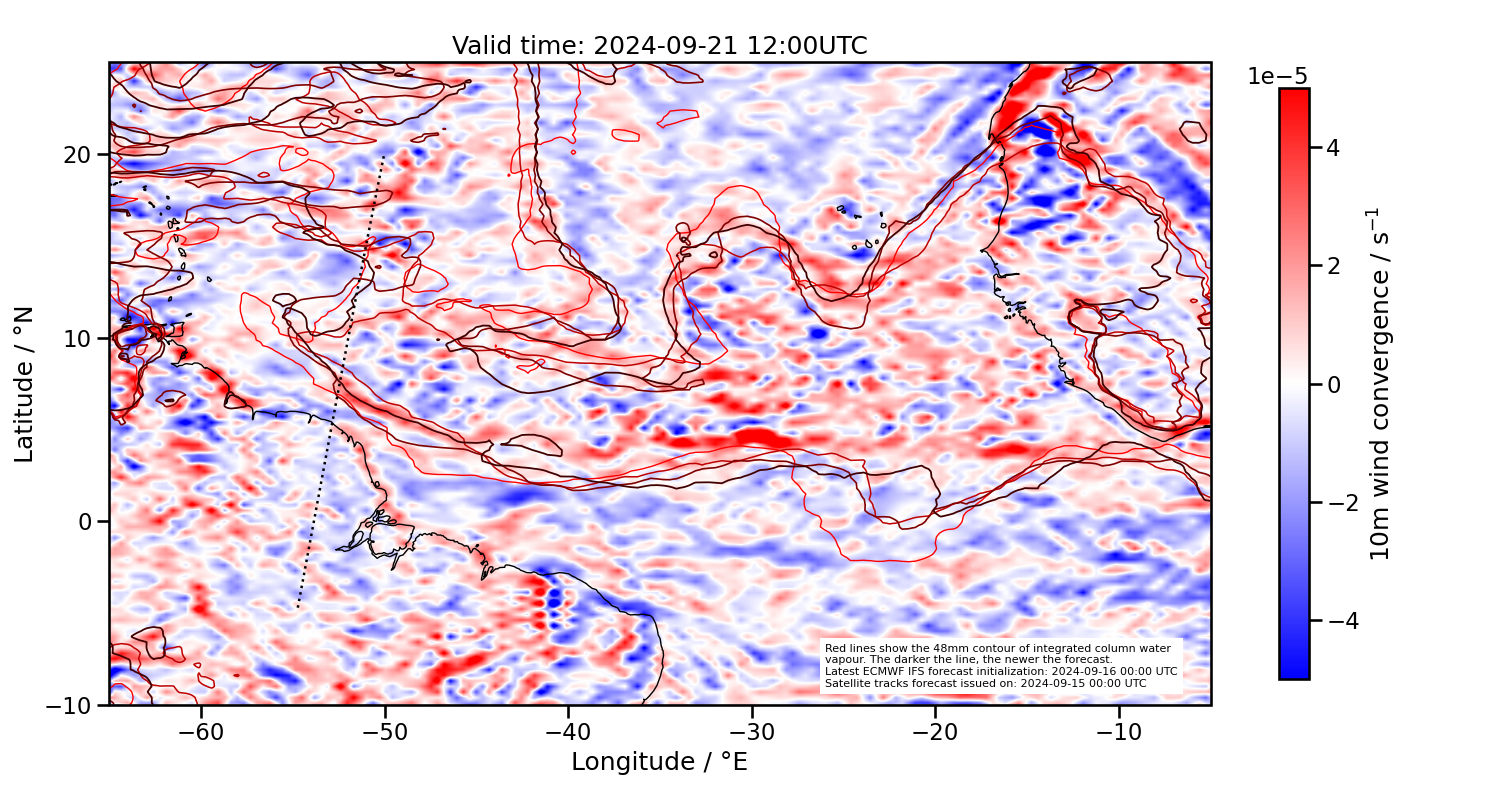 Valid time: 2024-09-21 12:00UTC
1e−5
20
10
0
−10
−60
−50
−40
−30
−20
−10
Latitude / °N
Longitude / °E
4
2
0
−2
−4
10m wind convergence / s⁻¹
Red lines show the 48mm contour of integrated column water
vapour. The darker the line, the newer the forecast.
Latest ECMWF IFS forecast initialization: 2024-09-16 00:00 UTC
Satellite tracks forecast issued on: 2024-09-15 00:00 UTC